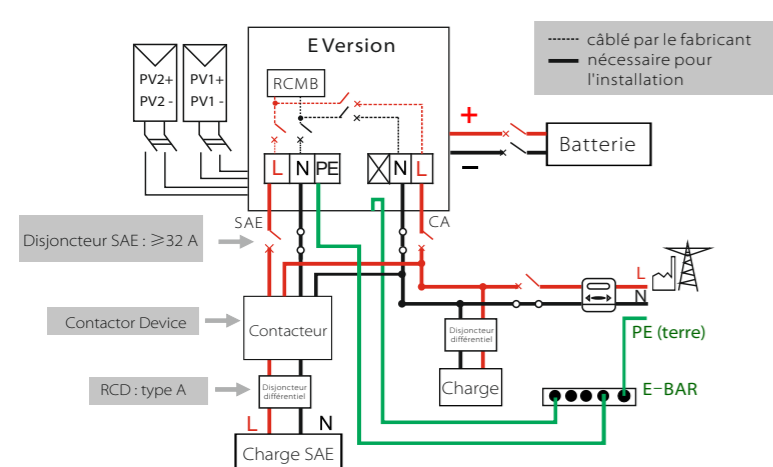 E Version
câblé par le fabricant
nécessaire pour
l'installation
PV2+
PV2 -
PV1+
PV1 -
RCMB
+
Batterie
−
L
N
PE
N
L
SAE
CA
Disjoncteur SAE : ≥32 A
L
N
Contactor Device
Contacteur
Disjoncteur
différentiel
PE (terre)
RCD : type A
Disjoncteur
différentiel
Charge
E-BAR
L
N
Charge SAE